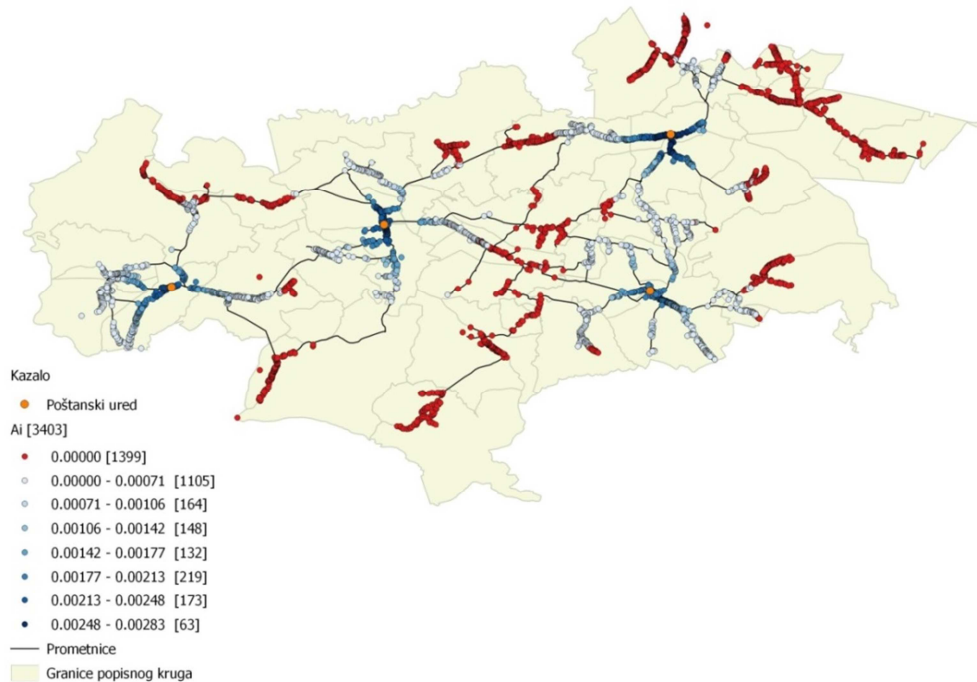 Kazalo
Poštanski ured
Ai [3403]
0.00000 [1399]
0.00000 - 0.00071 [1105]
0.00071 - 0.00106 [164]
0.00106 - 0.00142 [148]
0.00142 - 0.00177 [132]
0.00177 - 0.00213 [219]
0.00213 - 0.00248 [173]
0.00248 - 0.00283 [63]
Prometnice
Granice popisnog kruga